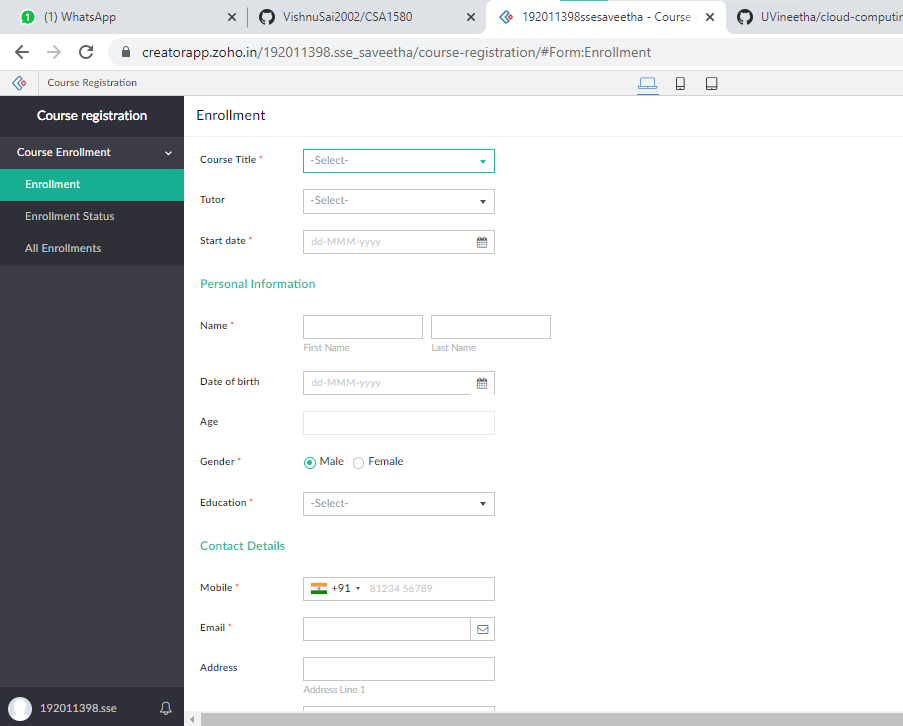 (1) WhatsApp
VishnuSai2002/CSA1580
192011398ssesaveetha - Course
UVineetha/cloud-computin
creatorapp.zoho.in/192011398.sse_saveetha/course-registration/#Form:Enrollment
Course Registration
Course registration
Enrollment
Course Enrollment
Enrollment
Enrollment Status
All Enrollments
Course Title * -Select-
Tutor -Select-
Start date * dd-MMM-yyyy
Personal Information
Name *
First Name Last Name
Date of birth dd-MMM-yyyy
Age
Gender * Male Female
Education * -Select-
Contact Details
Mobile * +91 81234 56789
Email *
Address
Address Line 1
192011398.sse